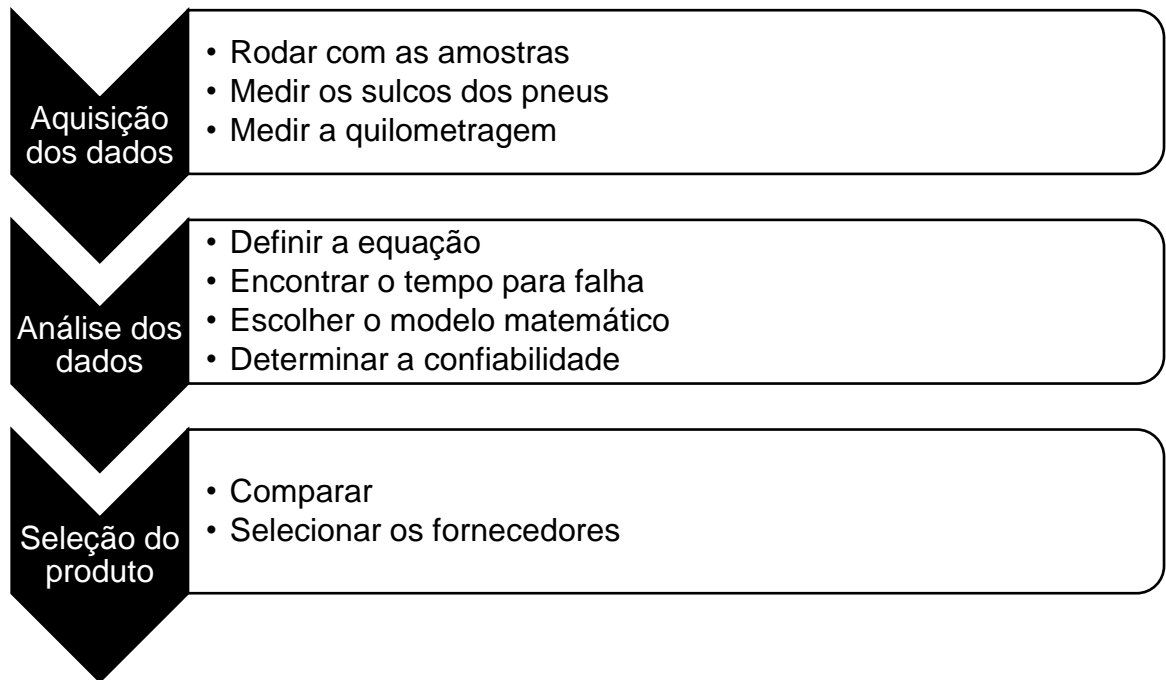 Aquisição
dos dados
• Rodar com as amostras
• Medir os sulcos dos pneus
• Medir a quilometragem
Análise dos
dados
• Definir a equação
• Encontrar o tempo para falha
• Escolher o modelo matemático
• Determinar a confiabilidade
Seleção do
produto
• Comparar
• Selecionar os fornecedores